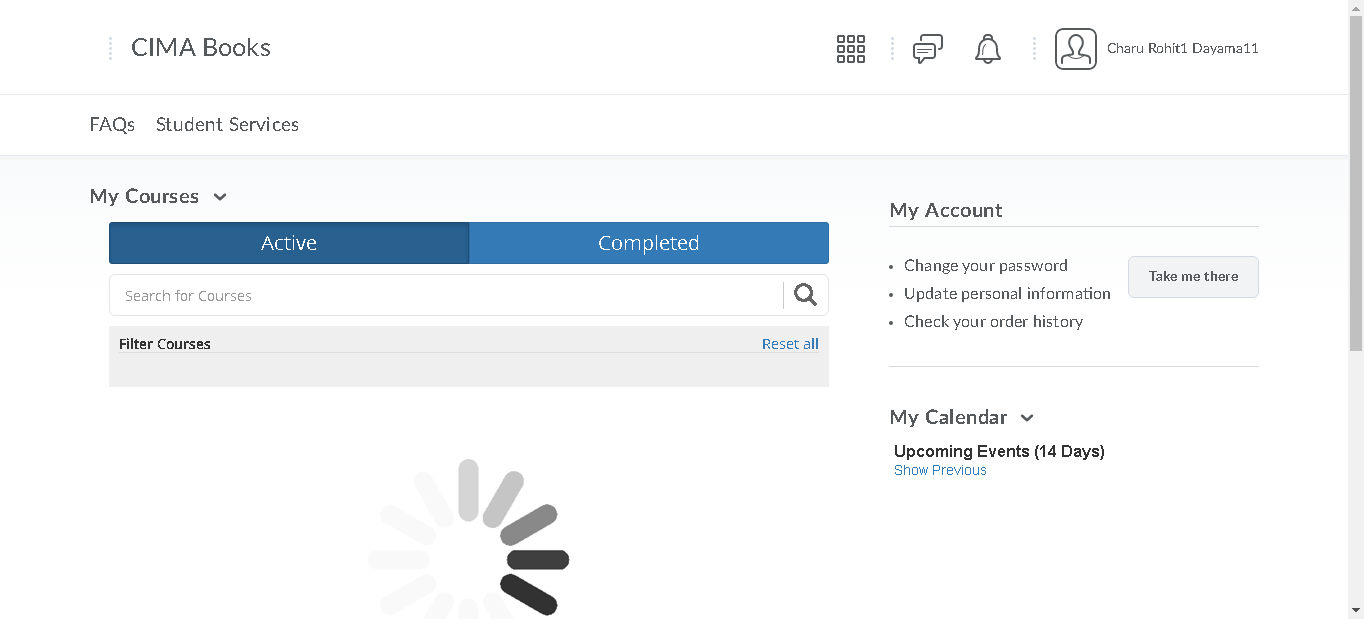 CIMA Books
Charu Rohit1 Dayama11
FAQs Student Services
My Courses
Active Completed
Search for Courses
Filter Courses Reset all
My Account
Change your password
Update personal information
Check your order history
Take me there
My Calendar
Upcoming Events (14 Days)
Show Previous